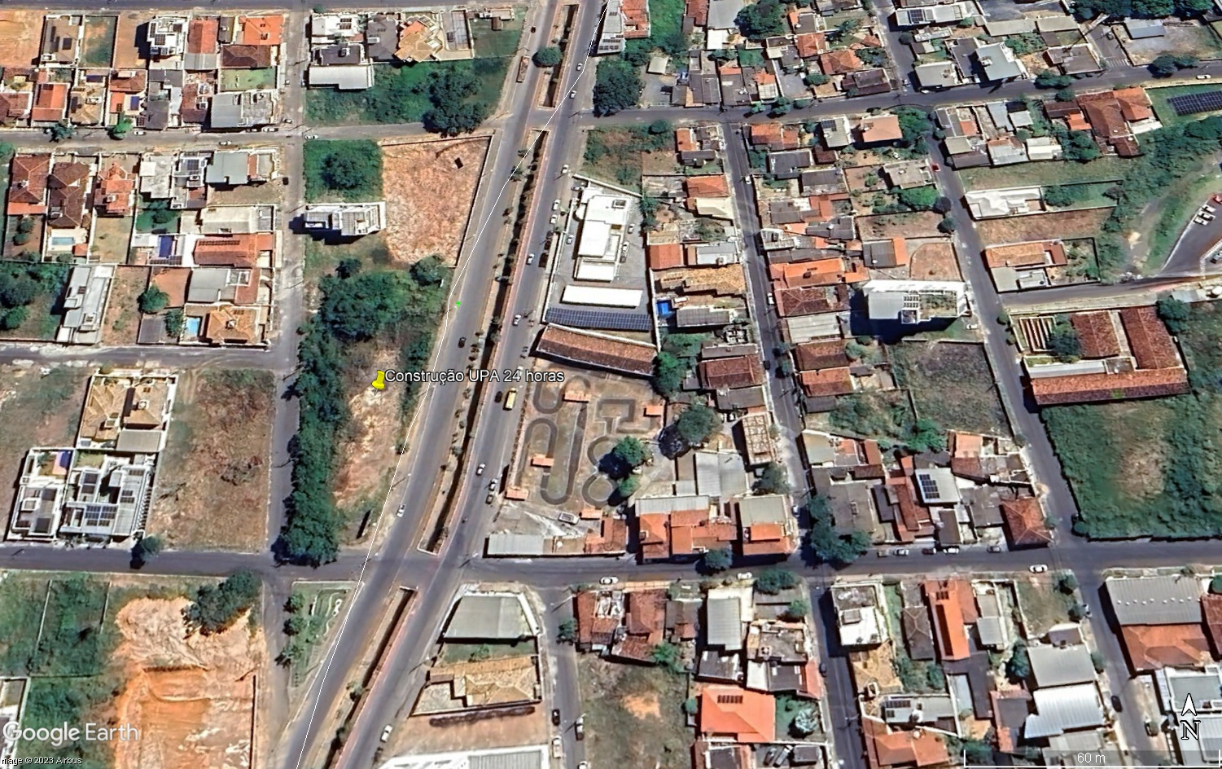 Construção UPA 24 horas
N
Google Earth
60 m
Image © 2023 Airbus